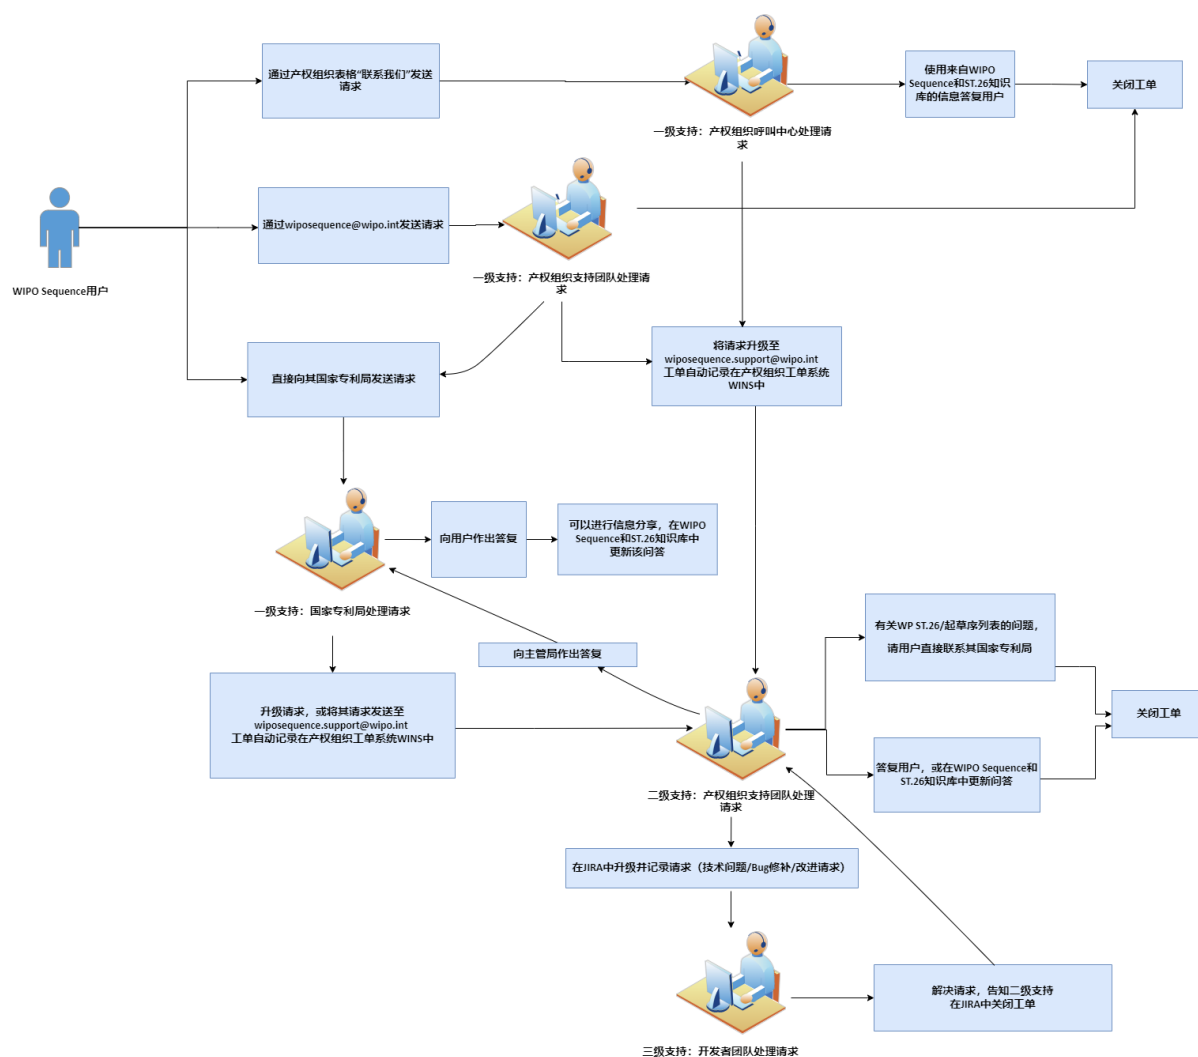 通过产权组织表格“联系我们”发送
请求
使用来自WIPO
Sequence和ST.26知识
库的信息答复用户
关闭工单
一级支持：产权组织呼叫中心处理请
求
通过wiposequence@wipo.int发送请求
一级支持：产权组织支持团队处理请
求
WIPO Sequence用户
将请求升级至
wiposequence.support@wipo.int
工单自动记录在产权组织工单系统
WINS中
直接向其国家专利局发送请求
向用户作出答复
可以进行信息分享，在WIPO
Sequence和ST.26知识库中
更新该问答
一级支持：国家专利局处理请求
向主管局作出答复
有关WP ST.26/起草序列表的问题，
请用户直接联系其国家专利局
升级请求，或将其请求发送至
wiposequence.support@wipo.int
工单自动记录在产权组织工单系统WINS中
关闭工单
答复用户，或在WIPO Sequence和
ST.26知识库中更新问答
二级支持：产权组织支持团队处理
请求
在JIRA中升级并记录请求（技术问题/Bug修补/改进请求）
解决请求，告知二级支持
在JIRA中关闭工单
三级支持：开发者团队处理请求